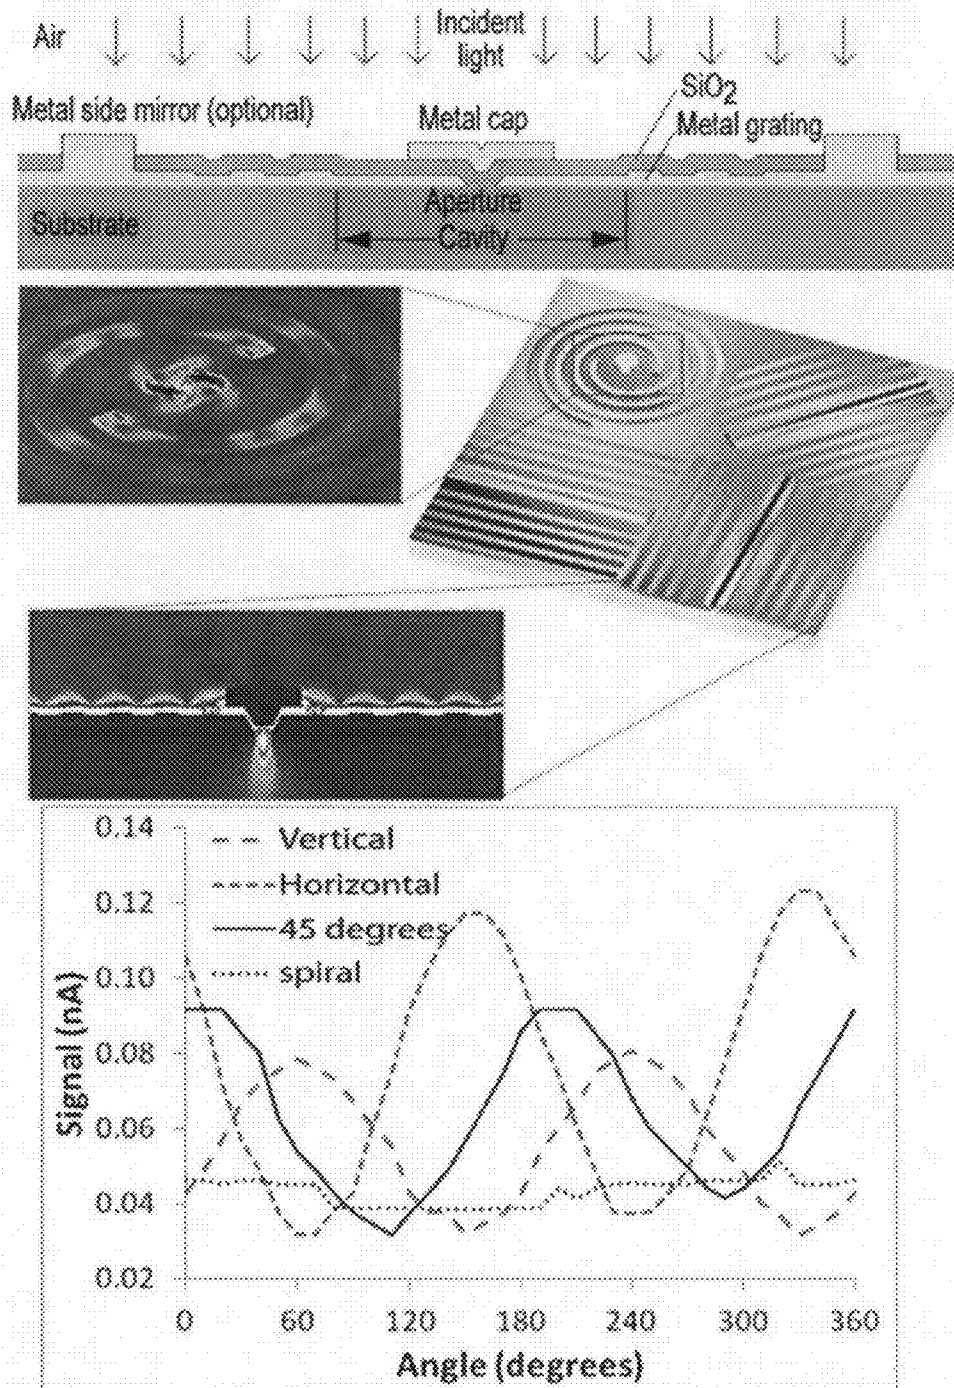 Air
Incident
light
SiO2
Metal side mirror (optional)
Metal cap
Metal grating
Aperture
Substrate
Cavity
0.14
Vertical
Horizontal
0.12
45 degrees
0.10
spiral
Signal (nA)
0.08
0.06
0.04
0.02
0 60 120 180 240 300 360
Angle (degrees)